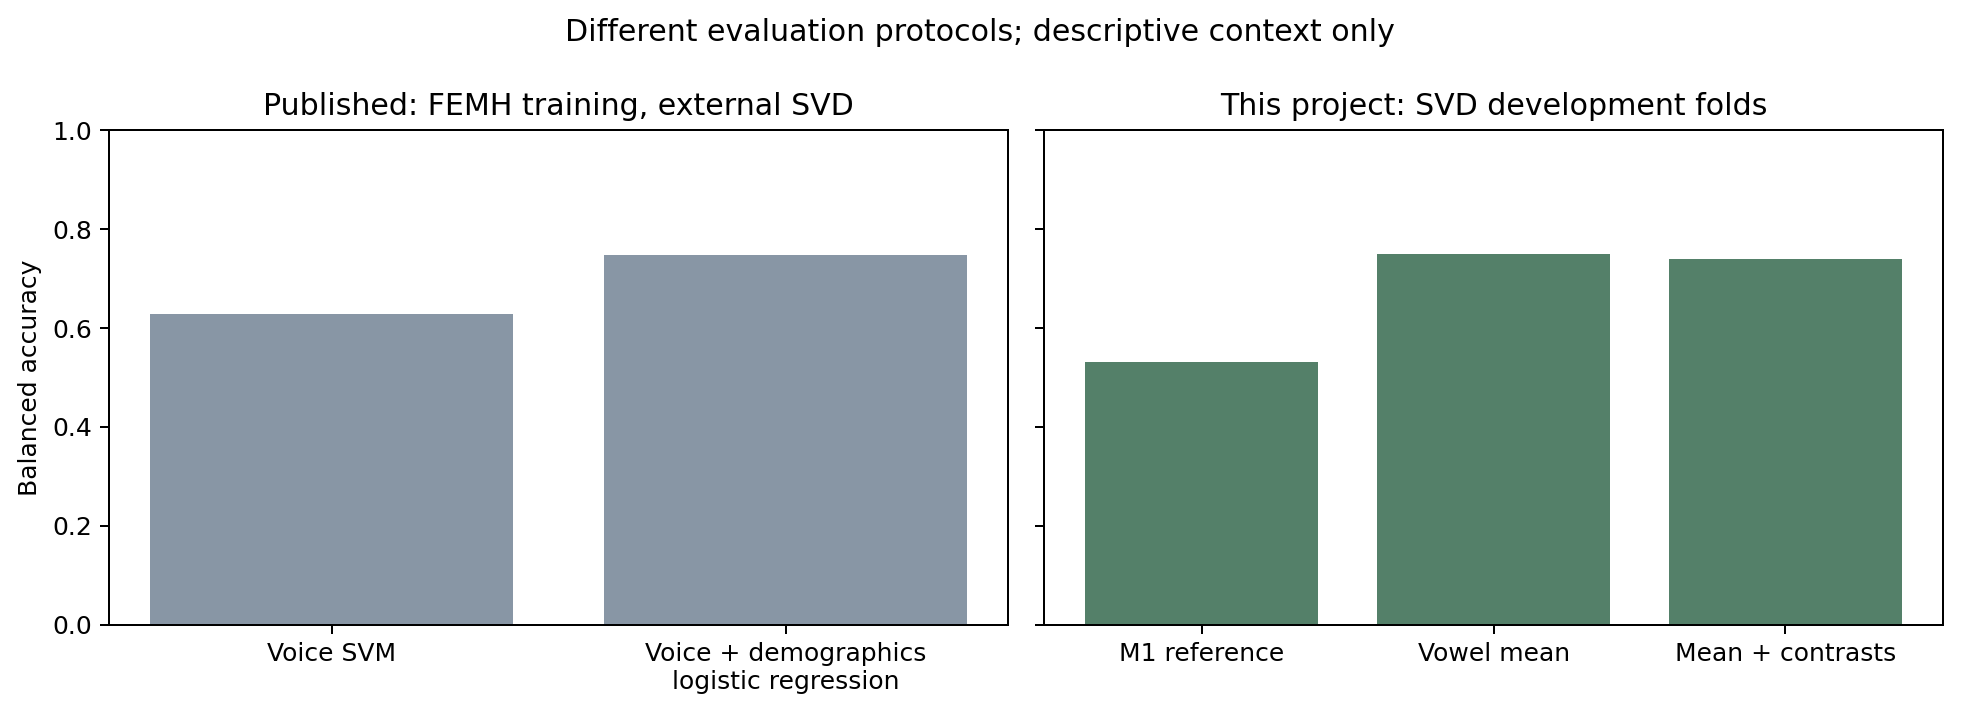 Different evaluation protocols; descriptive context only
Published: FEMH training, external SVD
This project: SVD development folds
1.0
0.8
0.6
0.4
0.2
0.0
Balanced accuracy
Voice SVM
Voice + demographics
logistic regression
M1 reference
Vowel mean
Mean + contrasts